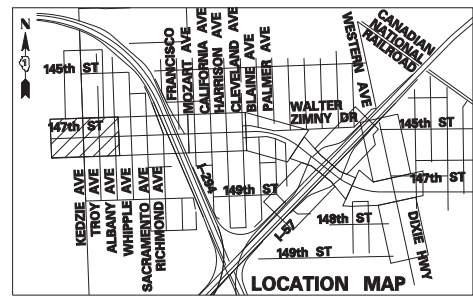 N
CANADIAN
NATIONAL
RAILROAD
WESTERN AVE
FRANCISCO
MOZART AVE
CALIFORNIA AVE
HARRISON AVE
CLEVELAND AVE
BLAINE AVE
PALMER AVE
145th ST
WALTER
ZIMNY DR
145th ST
147th ST
147th ST
I-294
149th ST
KEDZIE AVE
TROY AVE
ALBANY AVE
WHIPPLE AVE
SACRAMENTO AVE
RICHMOND AVE
I-57
148th ST
149th ST
DIXIE HWY
LOCATION MAP